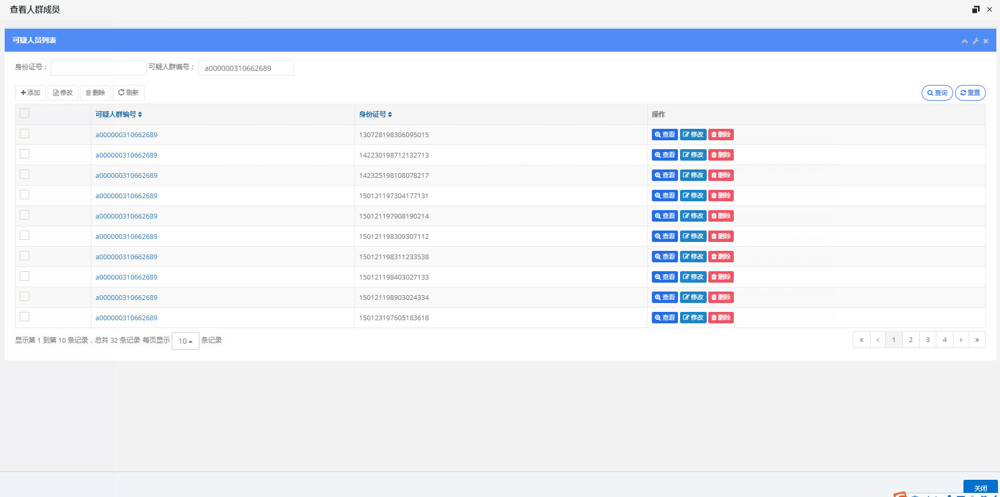 查看人群成员
可疑人员列表
身份证号： 可疑人群编号： a000000310662689
添加 修改 删除 刷新 查询 重置
可疑人群编号 身份证号 操作
a000000310662689 130728198306095015 查看 修改 删除
a000000310662689 142230198712132713 查看 修改 删除
a000000310662689 142325198108078217 查看 修改 删除
a000000310662689 150121197304177131 查看 修改 删除
a000000310662689 150121197908190214 查看 修改 删除
a000000310662689 150121198309307112 查看 修改 删除
a000000310662689 150121198311233538 查看 修改 删除
a000000310662689 150121198403027133 查看 修改 删除
a000000310662689 150121198903024334 查看 修改 删除
a000000310662689 150123197605183618 查看 修改 删除
显示第 1 到第 10 条记录，总共 32 条记录 每页显示 10 条记录 « ‹ 1 2 3 4 › »
关闭